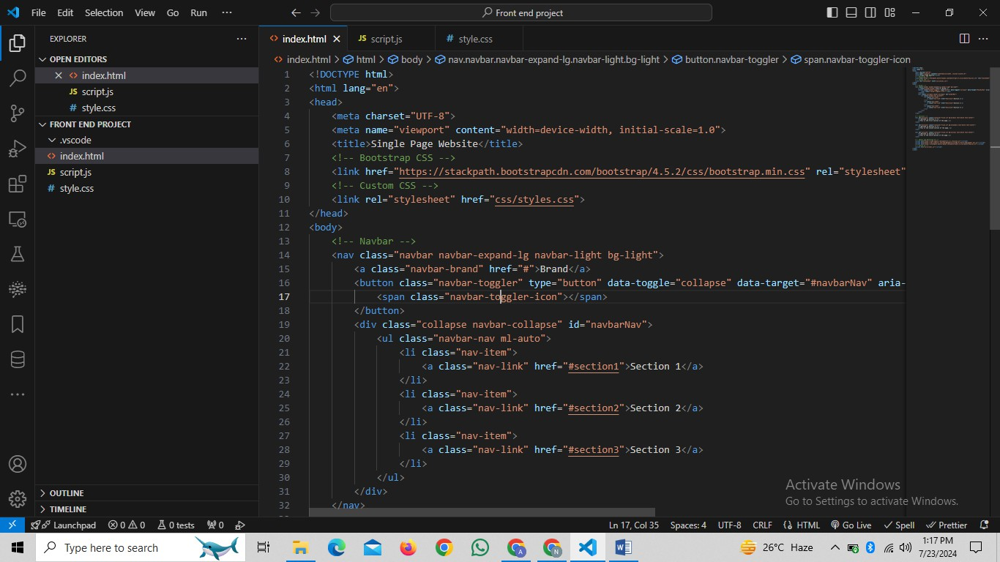 File Edit Selection View Go Run ···
Front end project
EXPLORER
OPEN EDITORS
index.html
JS script.js
# style.css
FRONT END PROJECT
.vscode
index.html
JS script.js
# style.css
OUTLINE
TIMELINE
index.html
JS script.js
# style.css
index.html > html > body > nav.navbar.navbar-expand-lg.navbar-light.bg-light > button.navbar-toggler > span.navbar-toggler-icon
1 <!DOCTYPE html>
2 <html lang="en">
3 <head>
4 <meta charset="UTF-8">
5 <meta name="viewport" content="width=device-width, initial-scale=1.0">
6 <title>Single Page Website</title>
7 <!-- Bootstrap CSS -->
8 <link href="https://stackpath.bootstrapcdn.com/bootstrap/4.5.2/css/bootstrap.min.css" rel="stylesheet"
9 <!-- Custom CSS -->
10 <link rel="stylesheet" href="css/styles.css">
11 </head>
12 <body>
13 <!-- Navbar -->
14 <nav class="navbar navbar-expand-lg navbar-light bg-light">
15 <a class="navbar-brand" href="#">Brand</a>
16 <button class="navbar-toggler" type="button" data-toggle="collapse" data-target="#navbarNav" aria-
17 <span class="navbar-toggler-icon"></span>
18 </button>
19 <div class="collapse navbar-collapse" id="navbarNav">
20 <ul class="navbar-nav ml-auto">
21 <li class="nav-item">
22 <a class="nav-link" href="#section1">Section 1</a>
23 </li>
24 <li class="nav-item">
25 <a class="nav-link" href="#section2">Section 2</a>
26 </li>
27 <li class="nav-item">
28 <a class="nav-link" href="#section3">Section 3</a>
29 </li>
30 </ul>
31 </div>
32 </nav>
Activate Windows
Go to Settings to activate Windows.
Launchpad 0 0 0 tests 0
Ln 17, Col 35 Spaces: 4 UTF-8 CRLF HTML Go Live Spell Prettier
Type here to search
A
N
26°C Haze
1:17 PM
7/23/2024